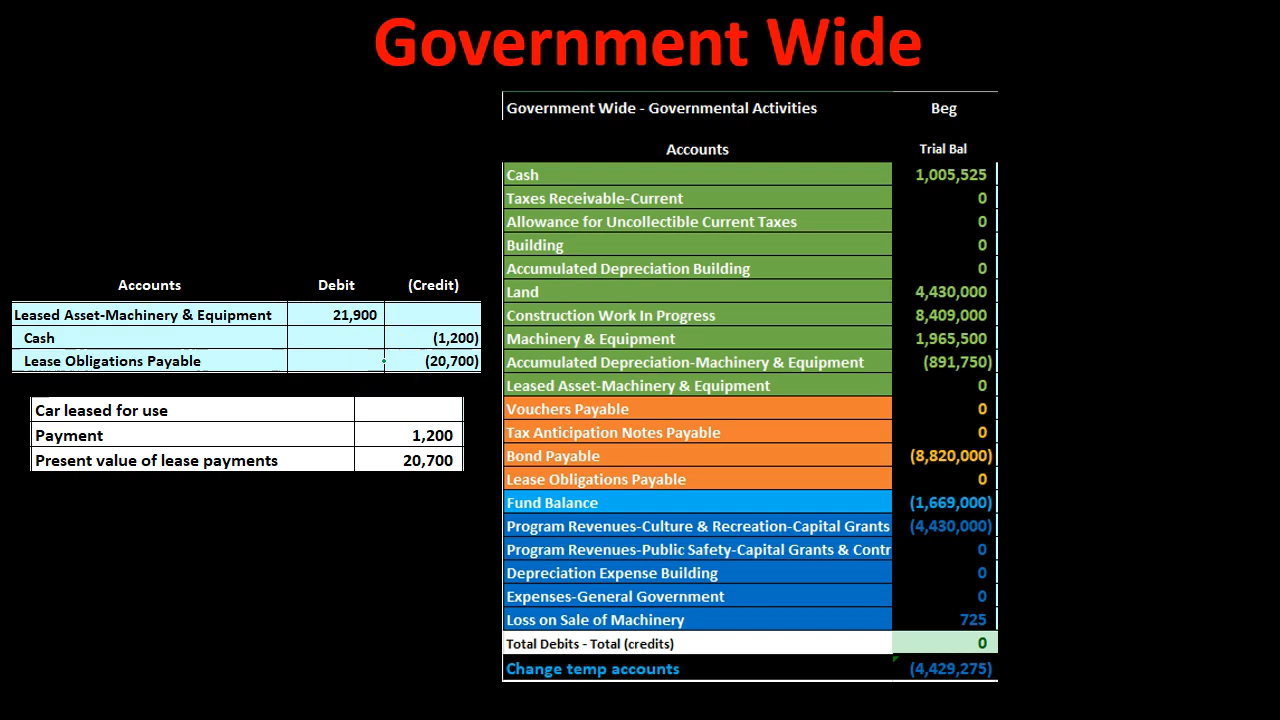 Government Wide
Government Wide - Governmental Activities Beg
Accounts Trial Bal
Cash 1,005,525
Taxes Receivable-Current 0
Allowance for Uncollectible Current Taxes 0
Building 0
Accumulated Depreciation Building 0
Land 4,430,000
Construction Work In Progress 8,409,000
Machinery & Equipment 1,965,500
Accumulated Depreciation-Machinery & Equipment (891,750)
Leased Asset-Machinery & Equipment 0
Vouchers Payable 0
Tax Anticipation Notes Payable 0
Bond Payable (8,820,000)
Lease Obligations Payable 0
Fund Balance (1,669,000)
Program Revenues-Culture & Recreation-Capital Grants (4,430,000)
Program Revenues-Public Safety-Capital Grants & Contr 0
Depreciation Expense Building 0
Expenses-General Government 0
Loss on Sale of Machinery 725
Total Debits - Total (credits) 0
Change temp accounts (4,429,275)
Accounts Debit (Credit)
Leased Asset-Machinery & Equipment 21,900
Cash (1,200)
Lease Obligations Payable (20,700)
Car leased for use
Payment 1,200
Present value of lease payments 20,700